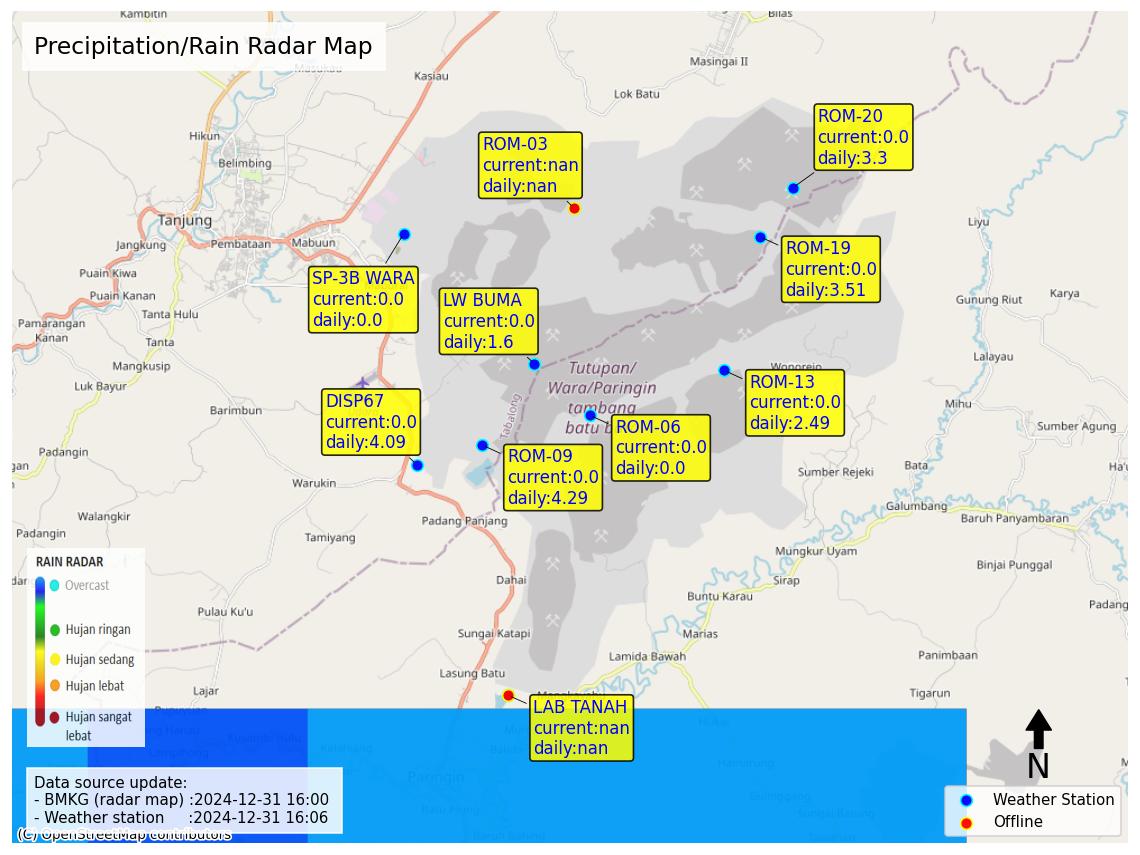 Kambitin
Bilas
Precipitation/Rain Radar Map
Masukau
Kasiau
Masingai II
Lok Batu
Hikun
Belimbing
ROM-03
current:nan
daily:nan
ROM-20
current:0.0
daily:3.3
Tanjung
Jangkung
Pembataan
Mabuun
Liyu
ROM-19
current:0.0
daily:3.51
Puain Kiwa
Puain Kanan
SP-3B WARA
current:0.0
daily:0.0
LW BUMA
current:0.0
daily:1.6
Gunung Riut
Karya
Tanta Hulu
Pamarangan
Kanan
Tanta
Mangkusip
Luk Bayur
Lalayau
Wonorejo
Tutupan/
Wara/Paringin
tambang
batu b
Tabalong
ROM-13
current:0.0
daily:2.49
Barimbun
DISP67
current:0.0
daily:4.09
ROM-06
current:0.0
daily:0.0
Mihu
Sumber Agung
ROM-09
current:0.0
daily:4.29
Sumber Rejeki
Bata
Ha'u
gan
Padangin
Warukin
Walangkir
Padang Panjang
Galumbang
Baruh Panyambaran
Padangin
Tamiyang
Mungkur Uyam
Binjai Punggal
Dahai
Sirap
Buntu Karau
Padang
Pulau Ku'u
Sungai Katapi
Marias
Lamida Bawah
Panimbaan
Lasung Batu
Lajar
Tigarun
RAIN RADAR
Overcast
Hujan ringan
Hujan sedang
Hujan lebat
Hujan sangat
lebat
LAB TANAH
current:nan
daily:nan
Paringin
N
Data source update:
- BMKG (radar map) :2024-12-31 16:00
- Weather station :2024-12-31 16:06
(C) OpenStreetMap contributors
Weather Station
Offline